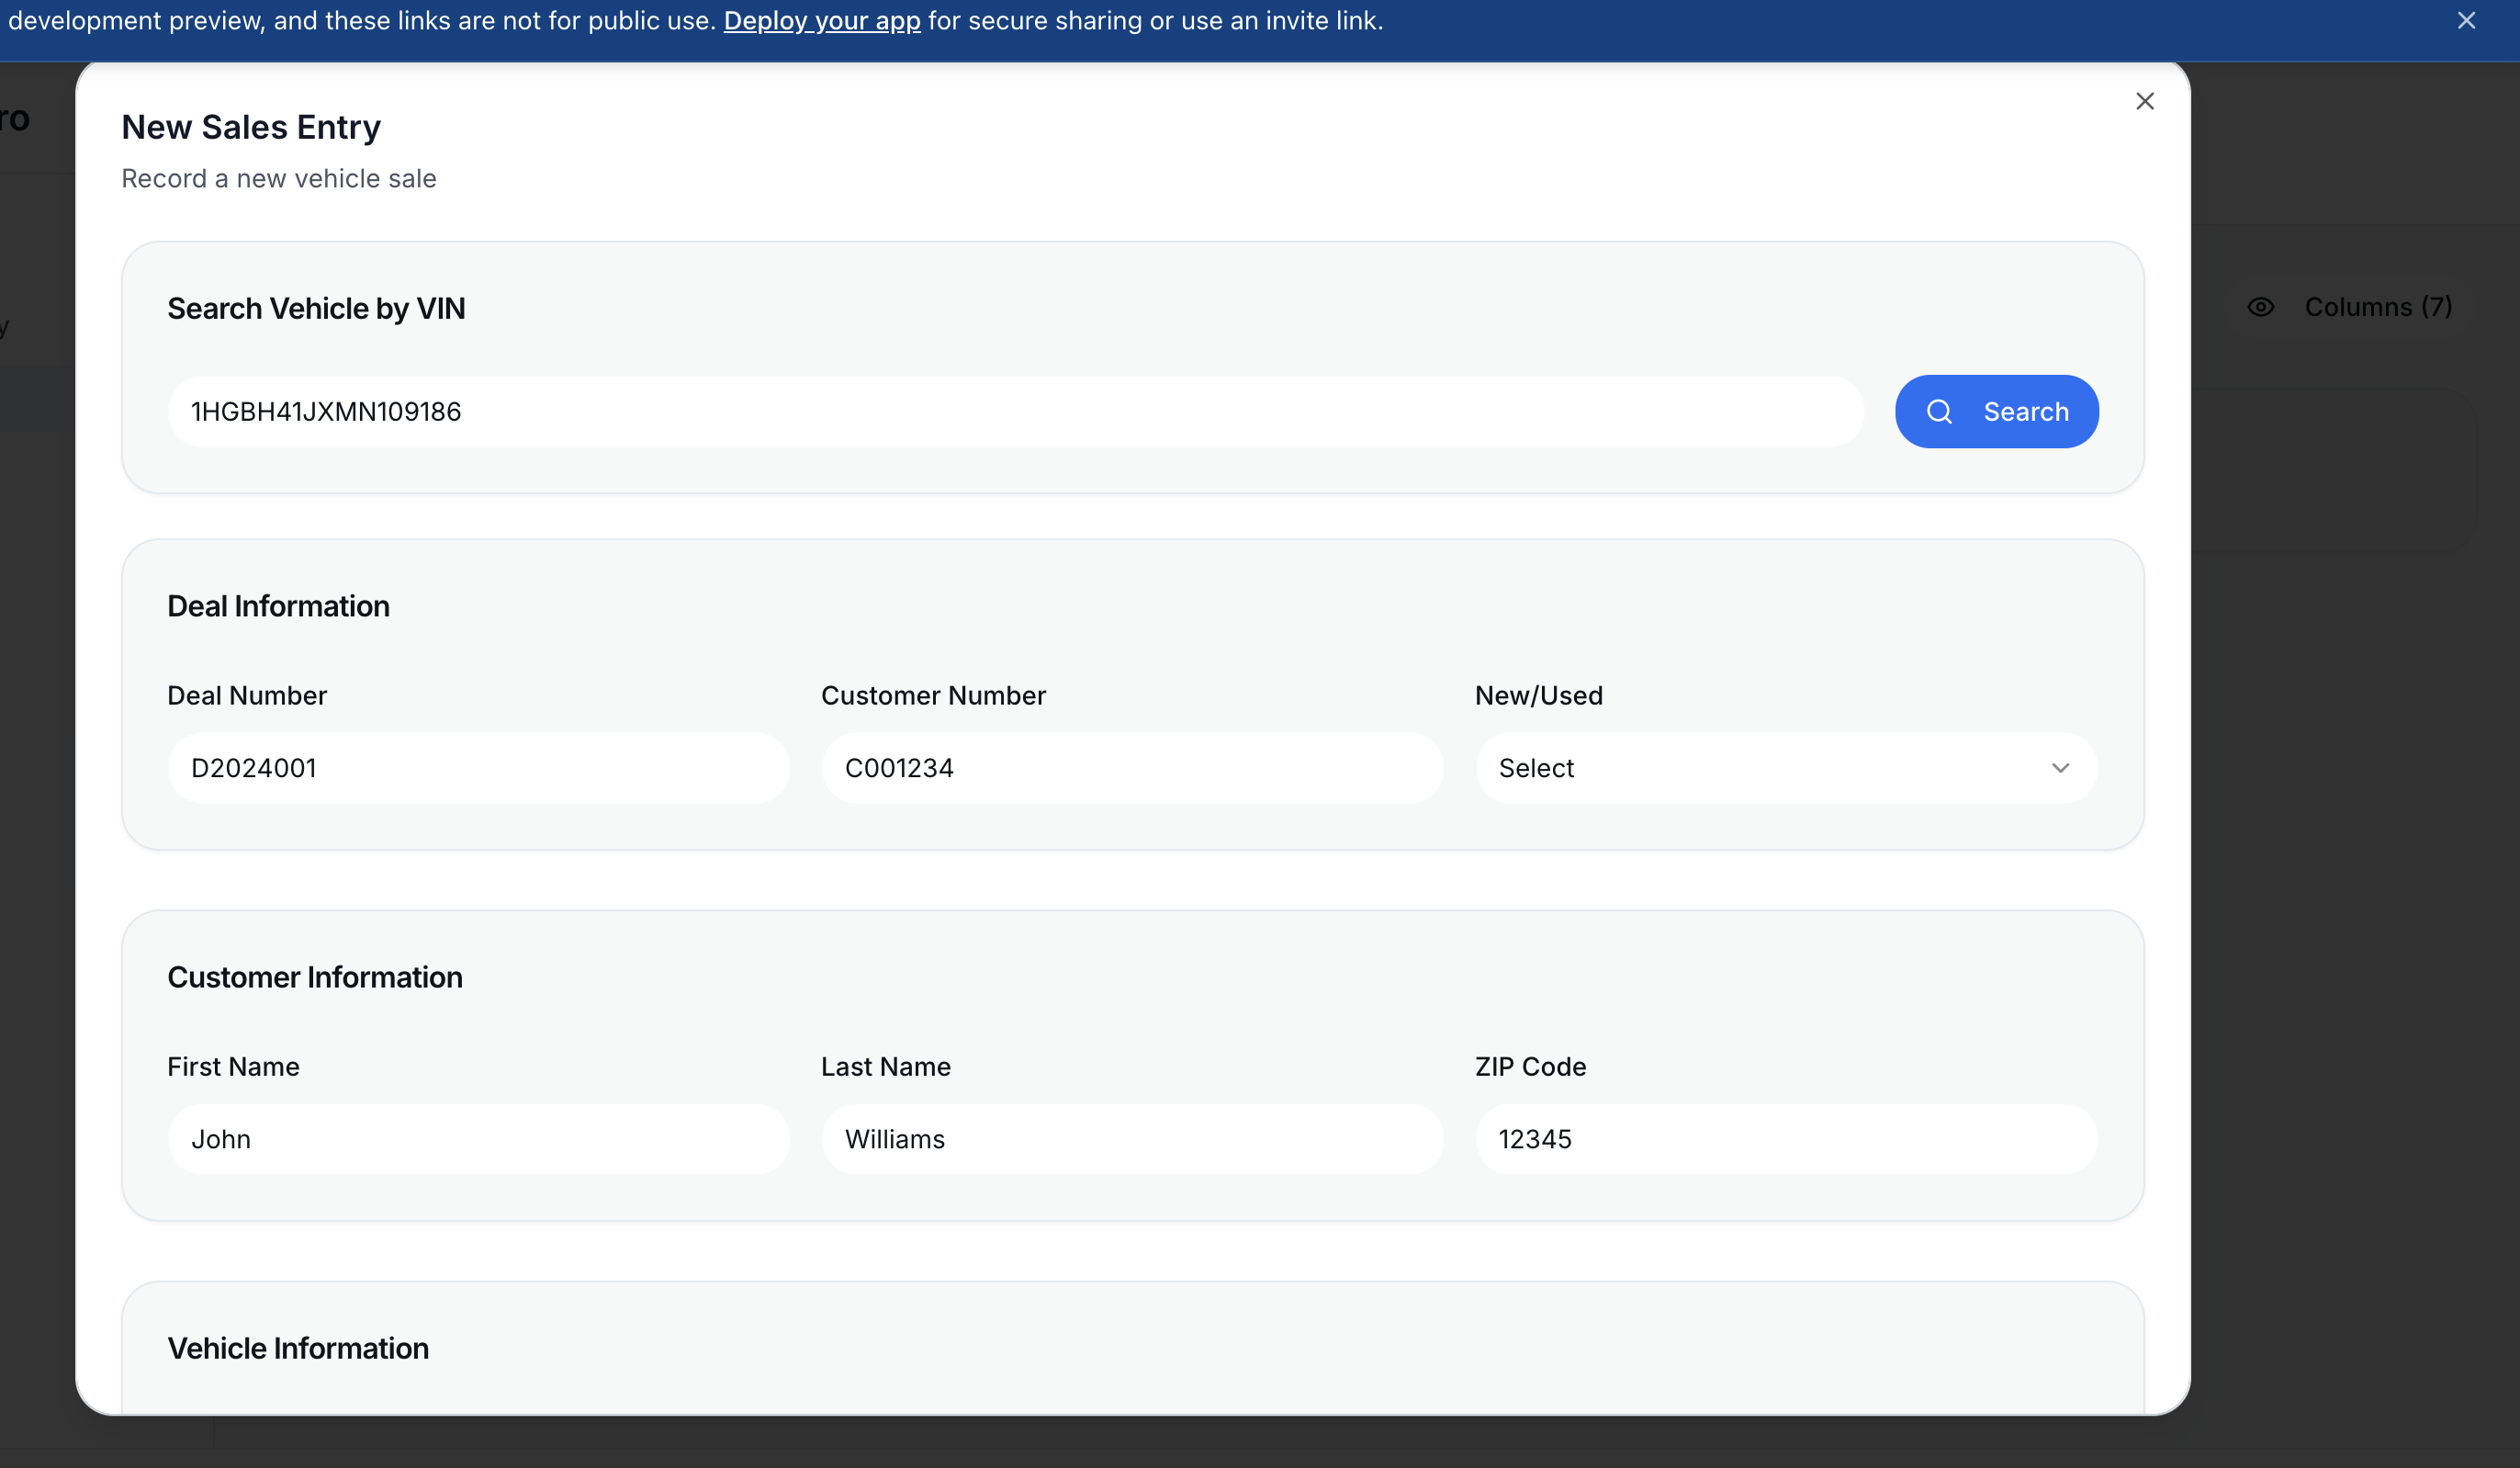 development preview, and these links are not for public use. Deploy your app for secure sharing or use an invite link.
ro
New Sales Entry
Record a new vehicle sale
Search Vehicle by VIN
y
Columns (7)
1HGBH41JXMN109186
Search
Deal Information
Deal Number
Customer Number
New/Used
D2024001
C001234
Select
Customer Information
First Name
Last Name
ZIP Code
John
Williams
12345
Vehicle Information